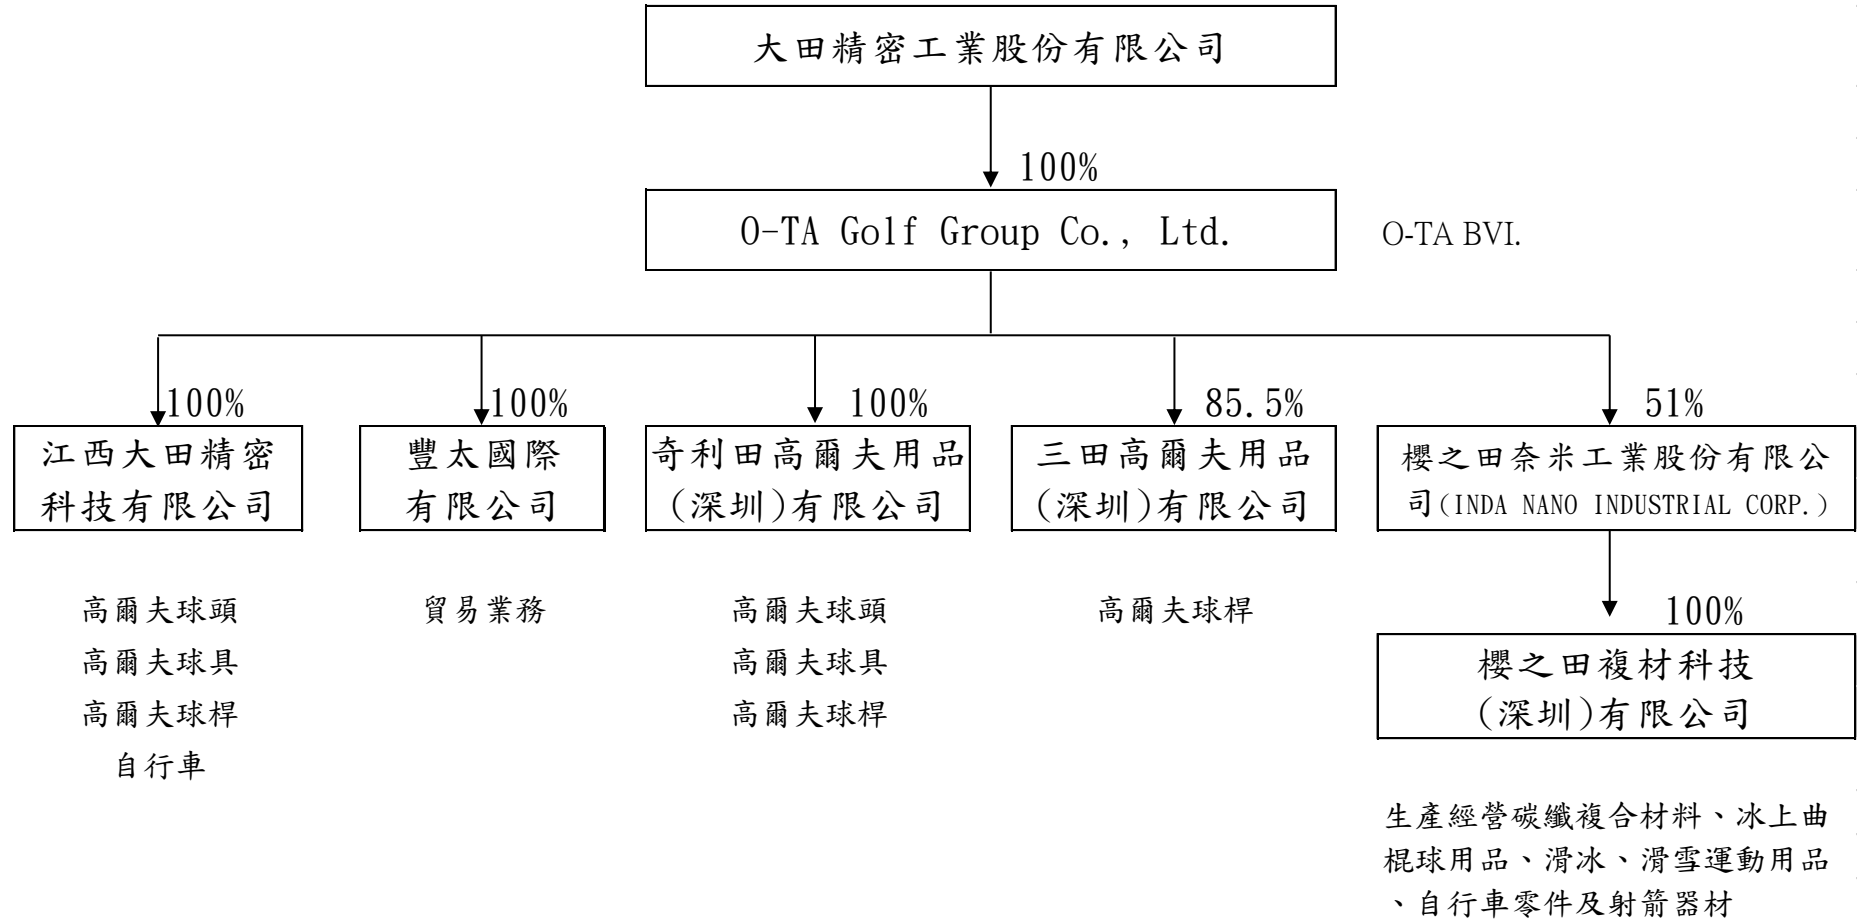 大田精密工業股份有限公司
100%
O-TA Golf Group Co., Ltd.
O-TA BVI.
100%
100%
100%
85.5%
51%
江西大田精密
科技有限公司
豐太國際
有限公司
奇利田高爾夫用品
(深圳)有限公司
三田高爾夫用品
(深圳)有限公司
櫻之田奈米工業股份有限公
司(INDA NANO INDUSTRIAL CORP.)
高爾夫球頭
高爾夫球具
高爾夫球桿
自行車
貿易業務
高爾夫球頭
高爾夫球具
高爾夫球桿
高爾夫球桿
100%
櫻之田複材科技
(深圳)有限公司
生產經營碳纖複合材料、冰上曲
棍球用品、滑冰、滑雪運動用品
、自行車零件及射箭器材